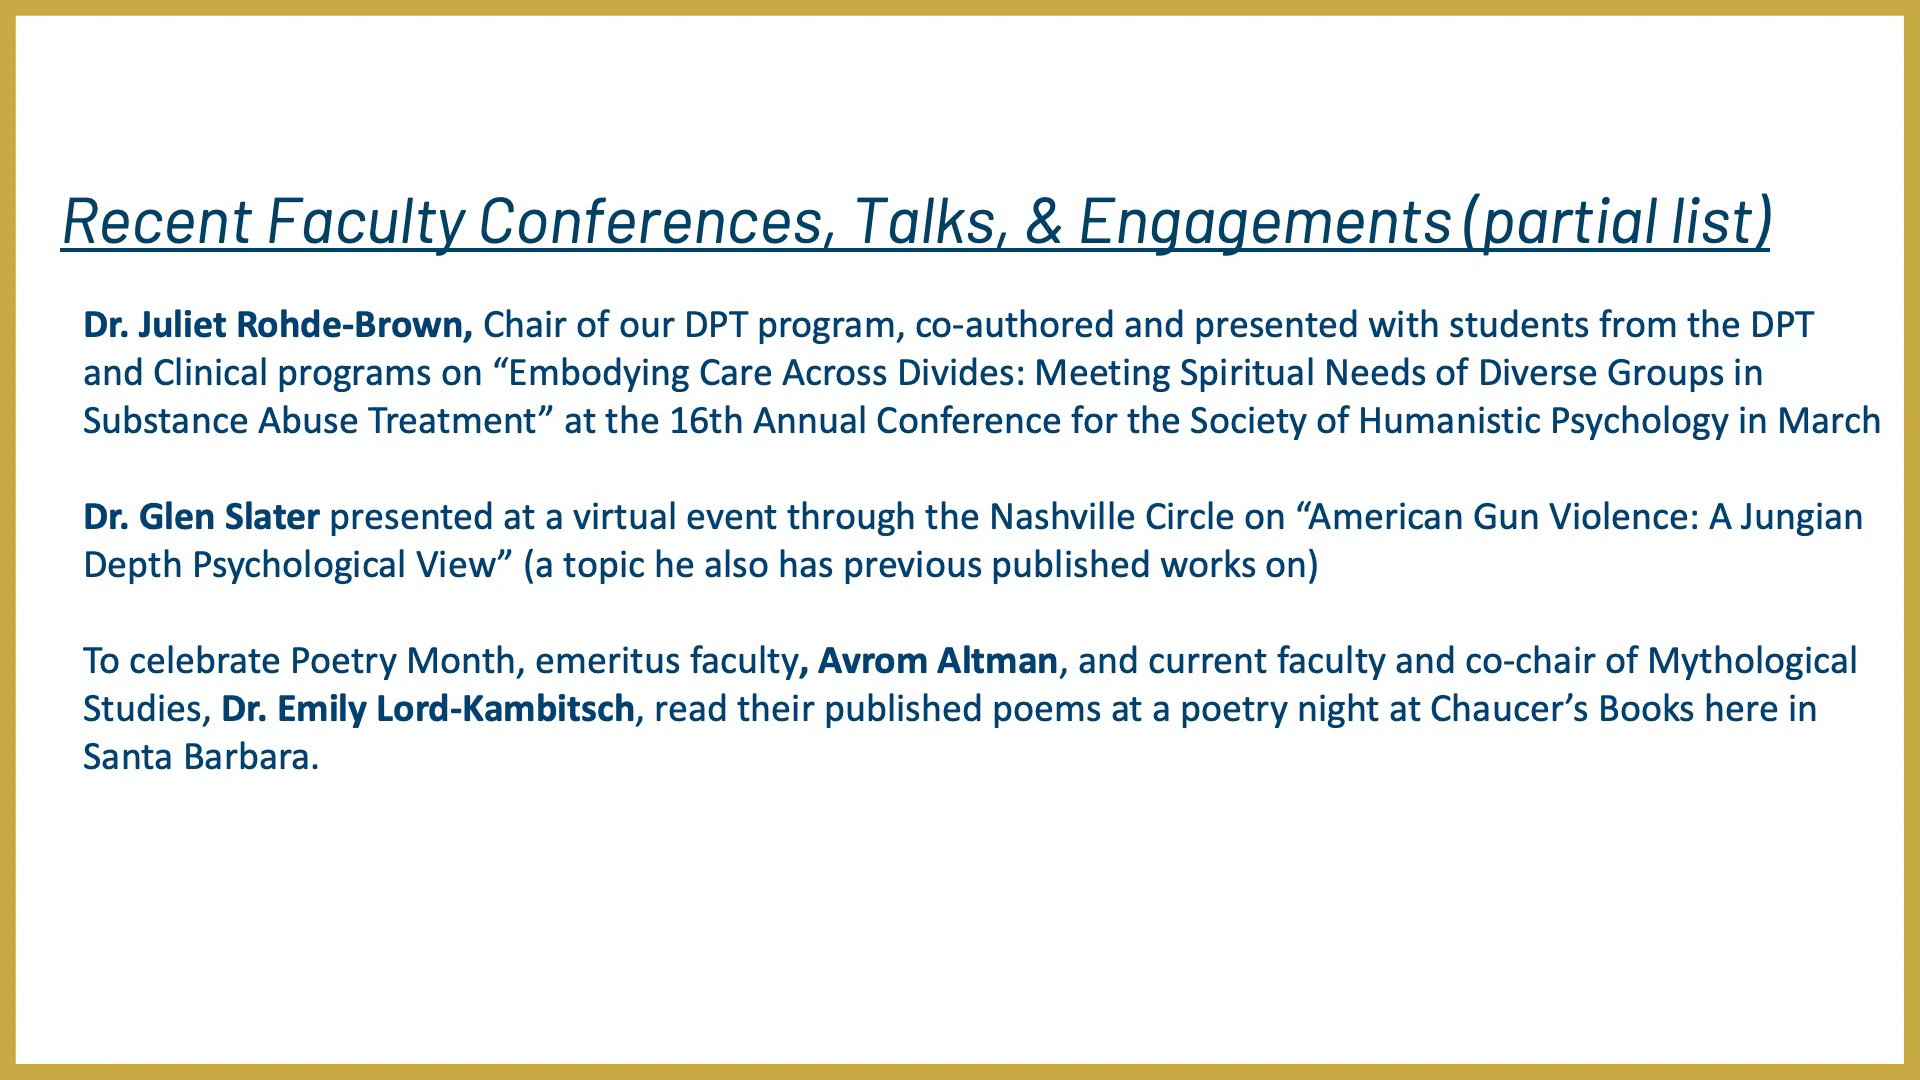 Recent Faculty Conferences, Talks, & Engagements (partial list)
Dr. Juliet Rohde-Brown, Chair of our DPT program, co-authored and presented with students from the DPT
and Clinical programs on “Embodying Care Across Divides: Meeting Spiritual Needs of Diverse Groups in
Substance Abuse Treatment” at the 16th Annual Conference for the Society of Humanistic Psychology in March
Dr. Glen Slater presented at a virtual event through the Nashville Circle on “American Gun Violence: A Jungian
Depth Psychological View” (a topic he also has previous published works on)
To celebrate Poetry Month, emeritus faculty, Avrom Altman, and current faculty and co-chair of Mythological
Studies, Dr. Emily Lord-Kambitsch, read their published poems at a poetry night at Chaucer’s Books here in
Santa Barbara.